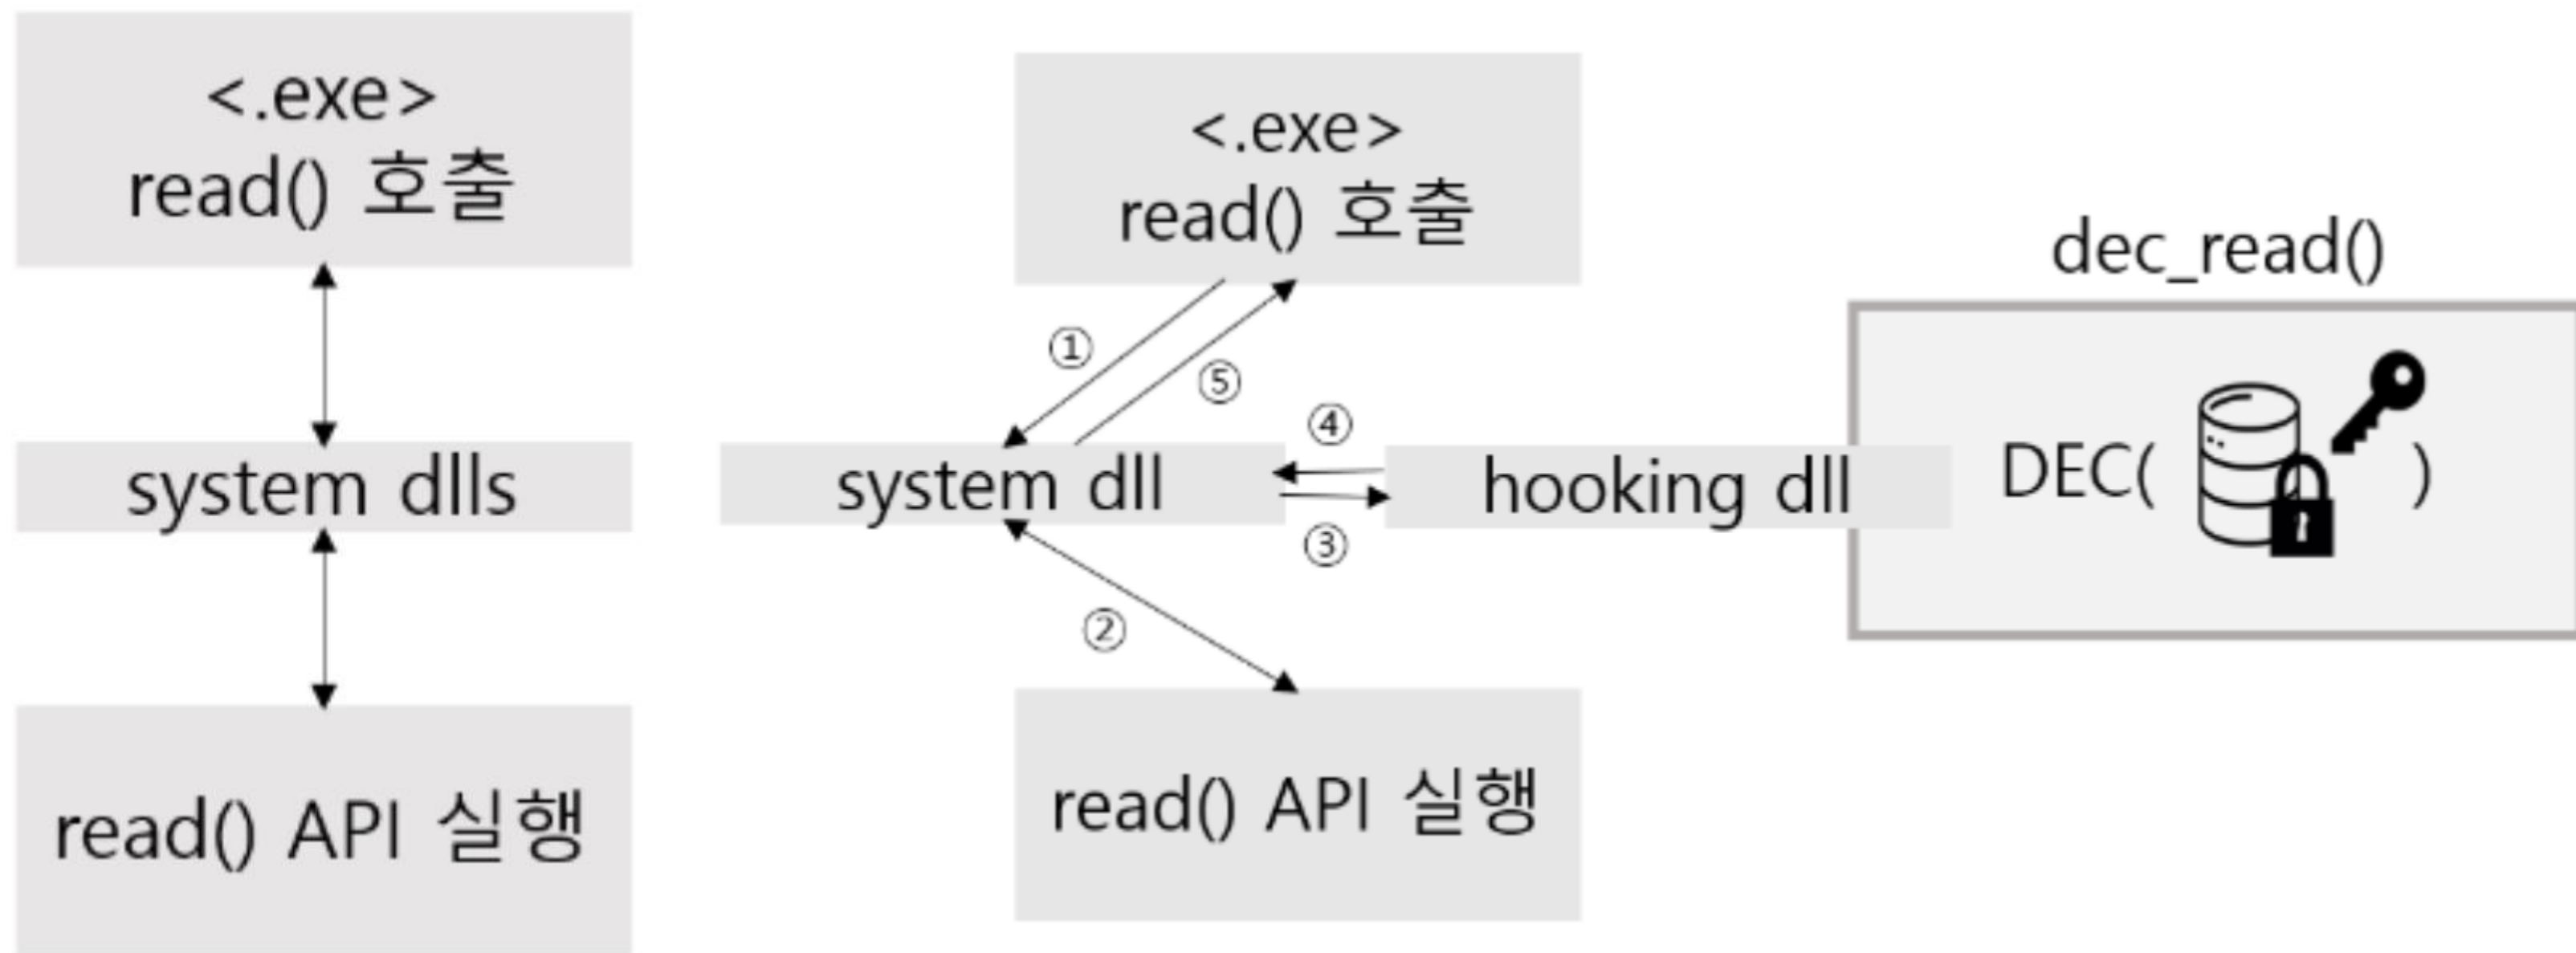 <.exe>
read() 호출
system dlls
read() API 실행
<.exe>
read() 호출
①
⑤
④
system dll
hooking dll
③
②
read() API 실행
dec_read()
DEC( )